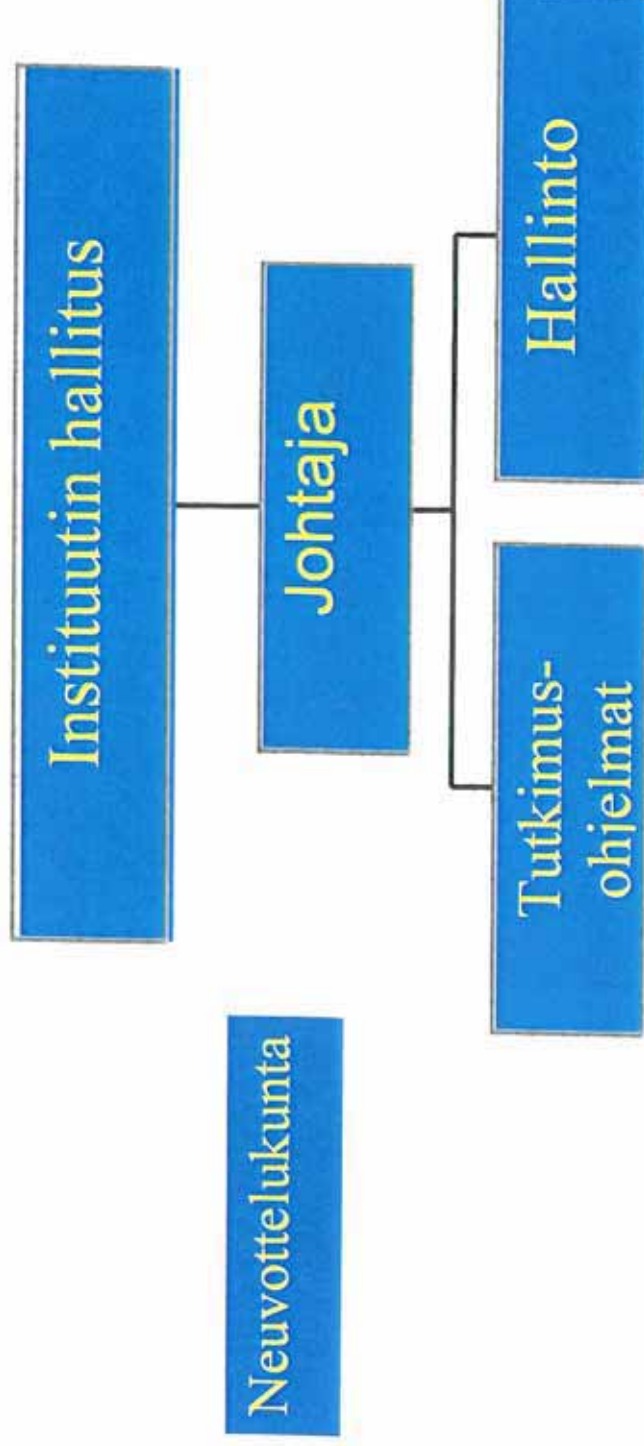 Instituutin hallitus
Johtaja
Neuvottelukunta
Tutkimus-
ohjelmat
Hallinto